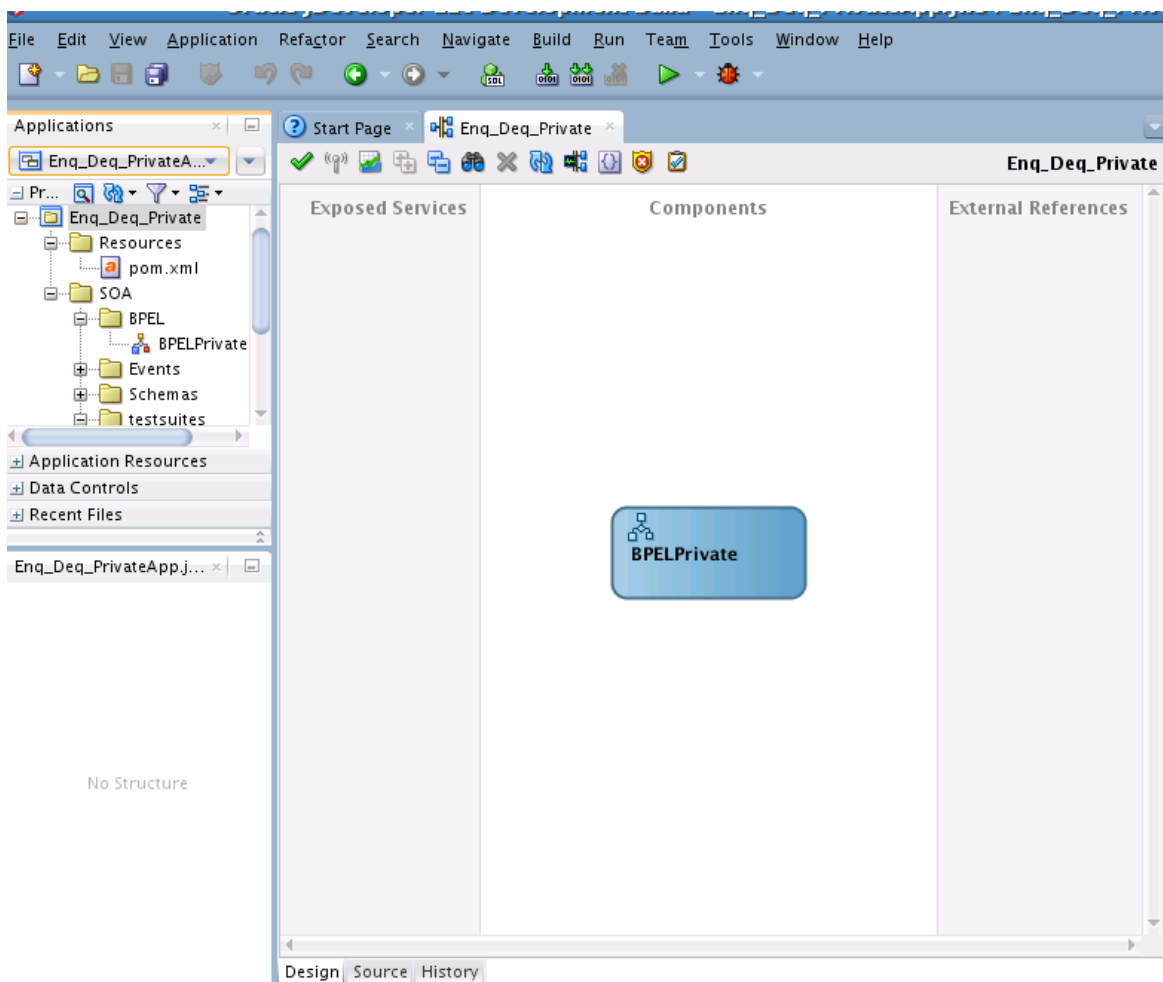 File Edit View Application Refactor Search Navigate Build Run Team Tools Window Help
SQL
Applications
Start Page
Enq_Deq_Private
Enq_Deq_PrivateA...
Enq_Deq_Private
Pr...
Exposed Services
Components
External References
Enq_Deq_Private
Resources
pom.xml
SOA
BPEL
BPELPrivate
Events
Schemas
testsuites
Application Resources
Data Controls
Recent Files
BPELPrivate
Enq_Deq_PrivateApp.j...
No Structure
Design Source History